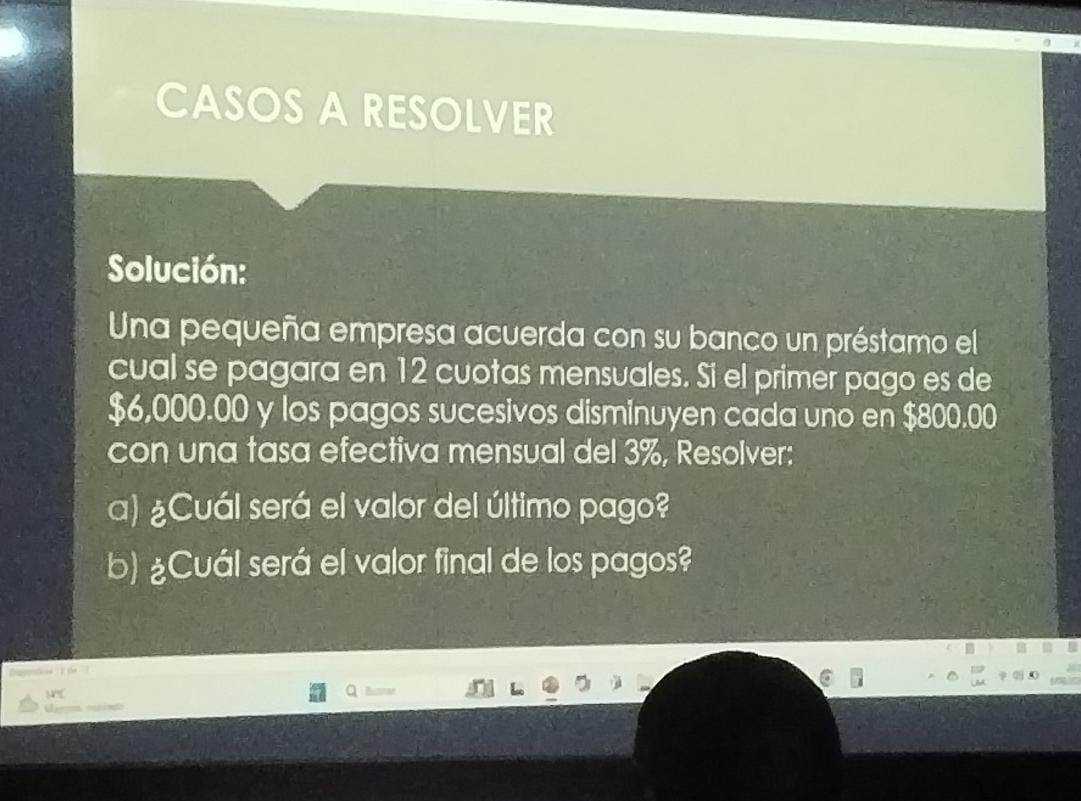 CASOS A RESOLVER
Solución:
Una pequeña empresa acuerda con su banco un préstamo el
cual se pagara en 12 cuotas mensuales. Si el primer pago es de
$6,000.00 y los pagos sucesivos disminuyen cada uno en $800.00
con una tasa efectiva mensual del 3%, Resolver:
a) ¿Cuál será el valor del último pago?
b) ¿Cuál será el valor final de los pagos?
14°C
Buscar
ESP